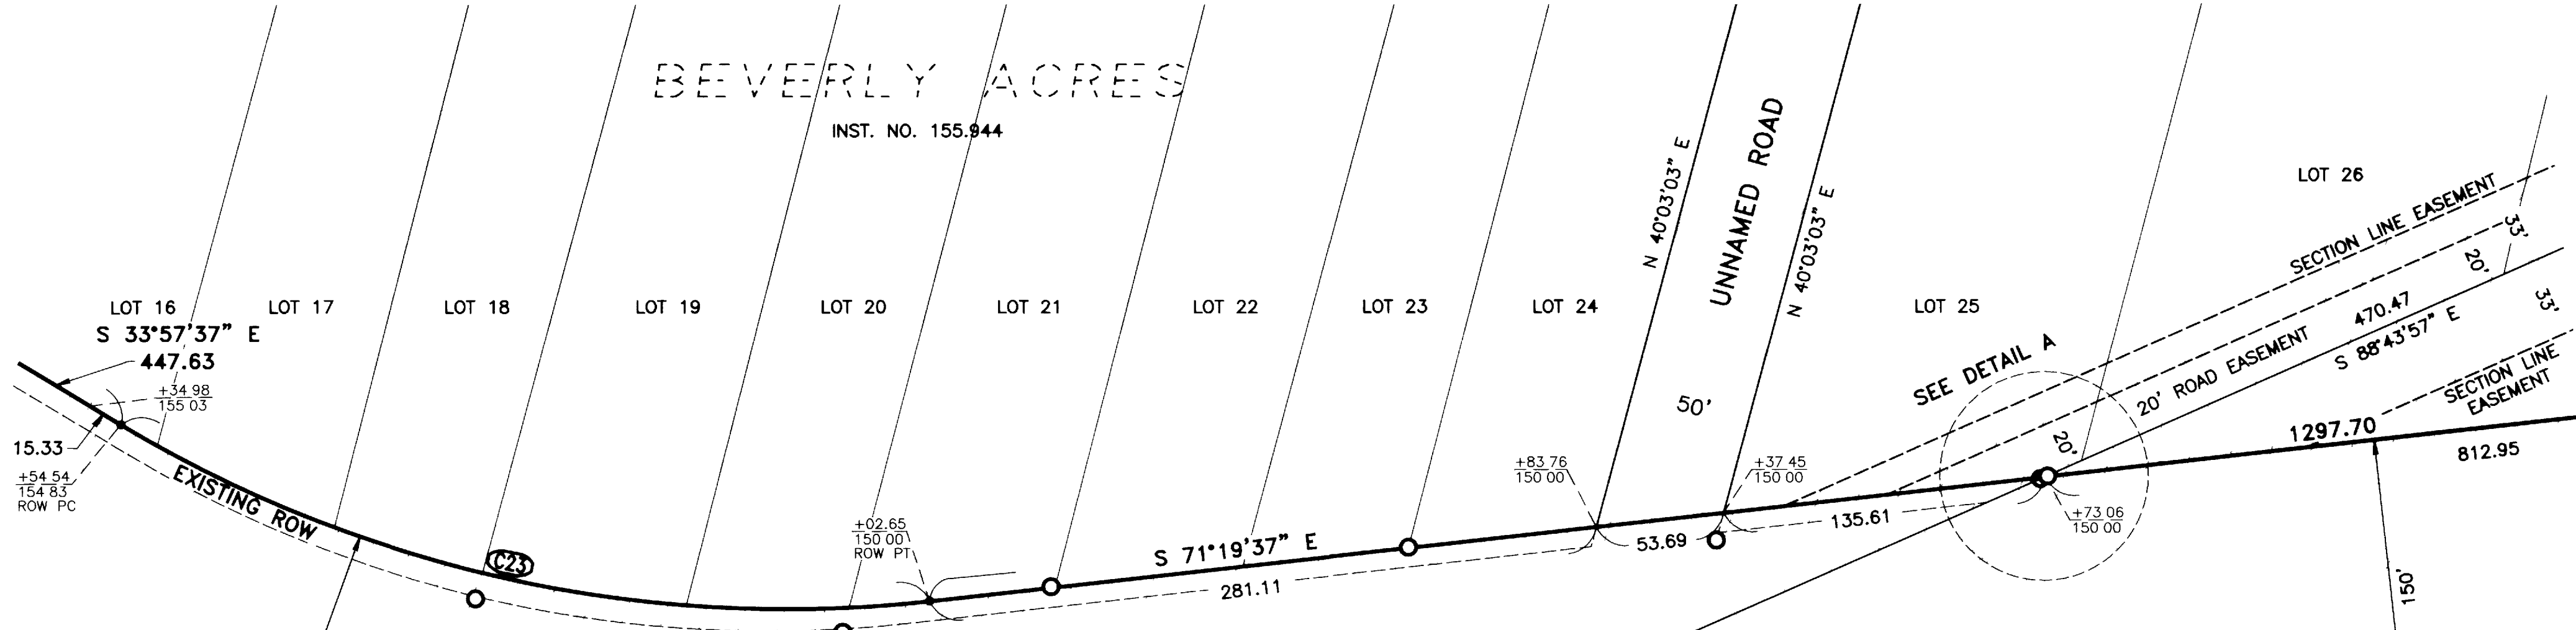 BEVERLY ACRES
INST. NO. 155.944
LOT 16
LOT 17
LOT 18
LOT 19
LOT 20
LOT 21
LOT 22
LOT 23
LOT 24
LOT 25
LOT 26
S 33°57'37" E
447.63
+34.98
155 03
15.33
+54 54
154 83
ROW PC
EXISTING ROW
C23
+02.65
150 00
ROW PT
S 71°19'37" E
281.11
+83 76
150 00
53.69
N 40°03'03" E
UNNAMED ROAD
N 40°03'03" E
50'
+37.45
150 00
135.61
SEE DETAIL A
20'
+73 06
150 00
SECTION LINE EASEMENT
33'
20'
20' ROAD EASEMENT
470.47
S 88°43'57" E
33'
SECTION LINE
EASEMENT
1297.70
812.95
150'